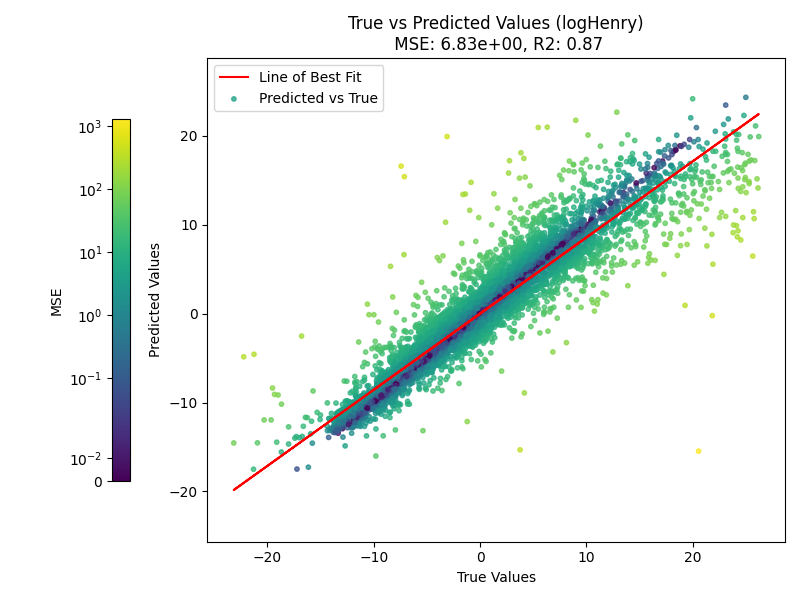 True vs Predicted Values (logHenry)
MSE: 6.83e+00, R2: 0.87
Line of Best Fit
Predicted vs True
MSE
10³
10²
10¹
10⁰
10⁻¹
10⁻²
0
Predicted Values
20
10
0
−10
−20
−20
−10
0
10
20
True Values